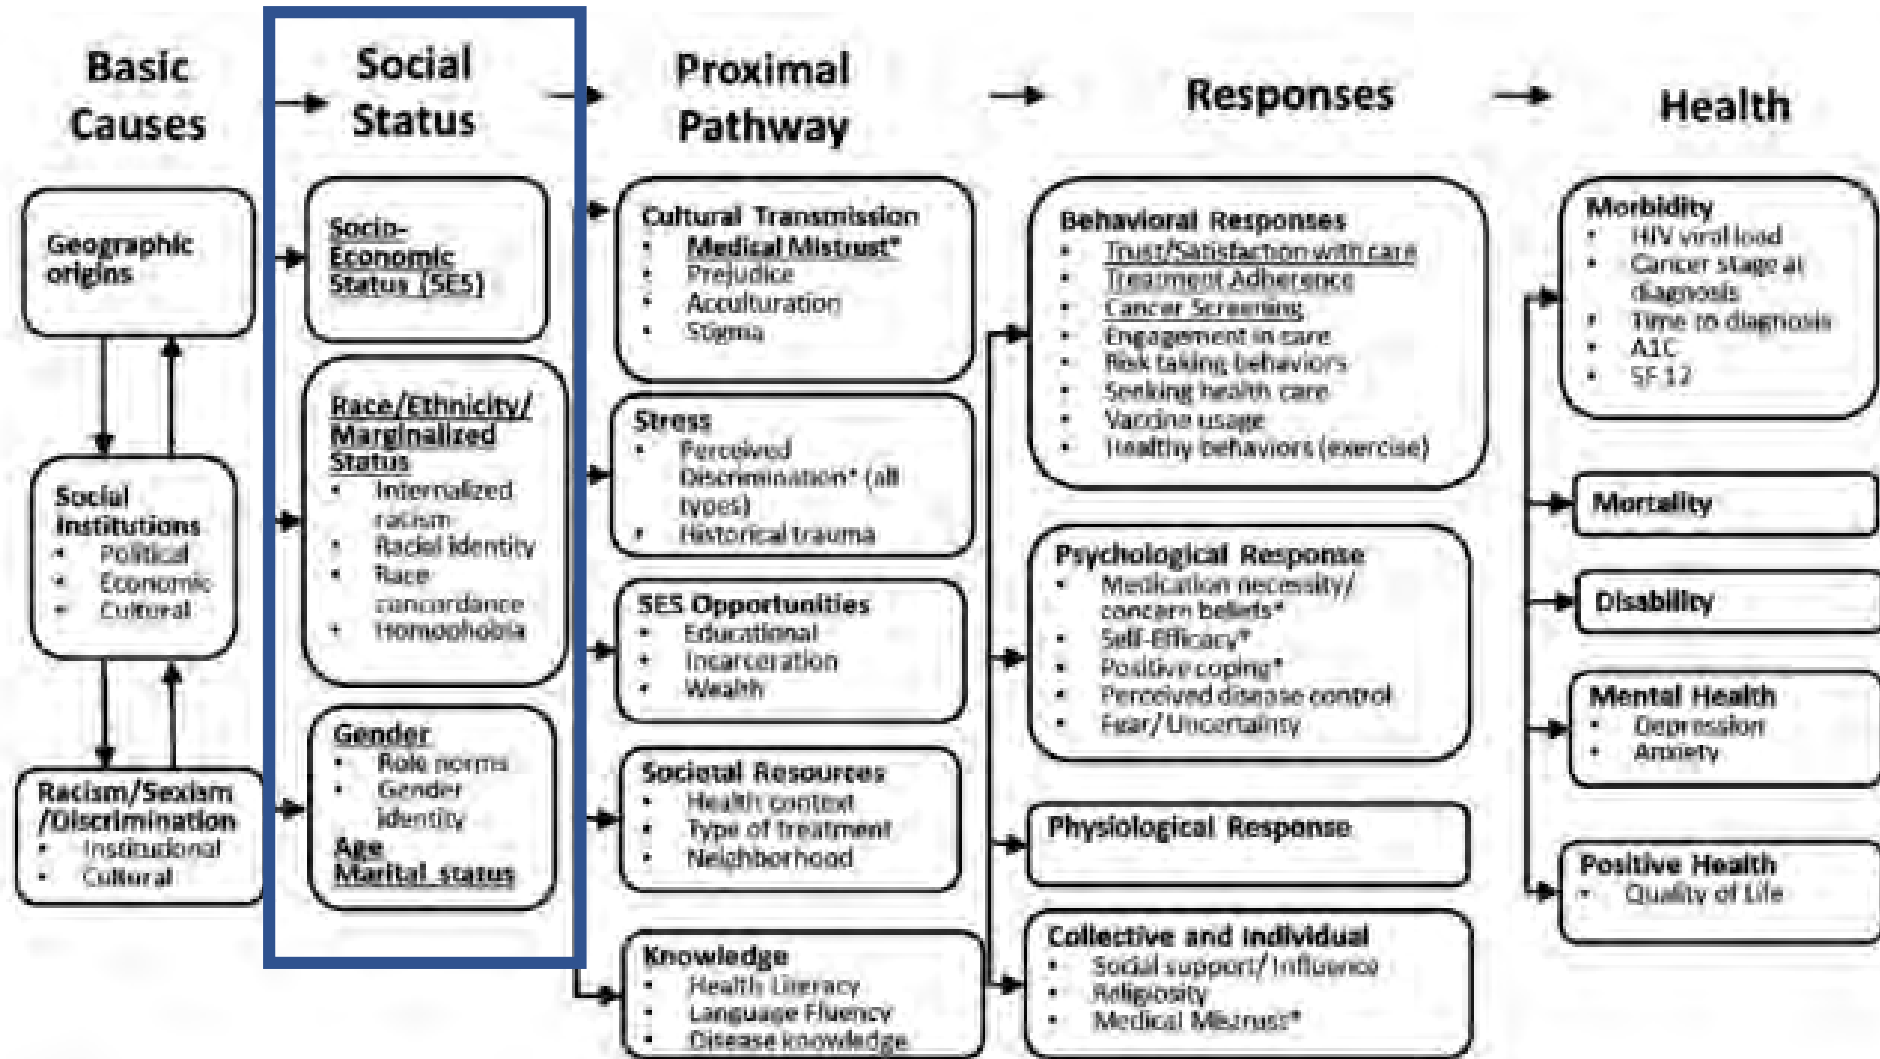 Basic
Causes
Social
Status
Proximal
Pathway
Responses
Health
Geographic
origins
Social
Institutions
• Political
• Economic
• Cultural
Racism/Sexism
/Discrimination
• Institutional
• Cultural
Socio-
Economic
Status (SES)
Race/Ethnicity/
Marginalized
Status
• Internalized
racism
• Racial identity
• Race
concordance
• Homophobia
Gender
• Role norms
• Gender
identity
Age
Marital status
Cultural Transmission
• Medical Mistrust*
• Prejudice
• Acculturation
• Stigma
Stress
• Perceived
Discrimination* (all
types)
• Historical trauma
SES Opportunities
• Educational
• Incarceration
• Wealth
Societal Resources
• Health context
• Type of treatment
• Neighborhood
Knowledge
• Health Literacy
• Language Fluency
• Disease knowledge
Behavioral Responses
• Trust/Satisfaction with care
• Treatment Adherence
• Cancer Screening
• Engagement in care
• Risk taking behaviors
• Seeking health care
• Vaccine usage
• Healthy behaviors (exercise)
Psychological Response
• Medication necessity/
concern beliefs*
• Self-Efficacy*
• Positive coping*
• Perceived disease control
• Fear/Uncertainty
Physiological Response
Collective and Individual
• Social support/ Influence
• Religiosity
• Medical Mistrust*
Morbidity
• HIV viral load
• Cancer stage at
diagnosis
• Time to diagnosis
• A1C
• SF 12
Mortality
Disability
Mental Health
• Depression
• Anxiety
Positive Health
• Quality of Life